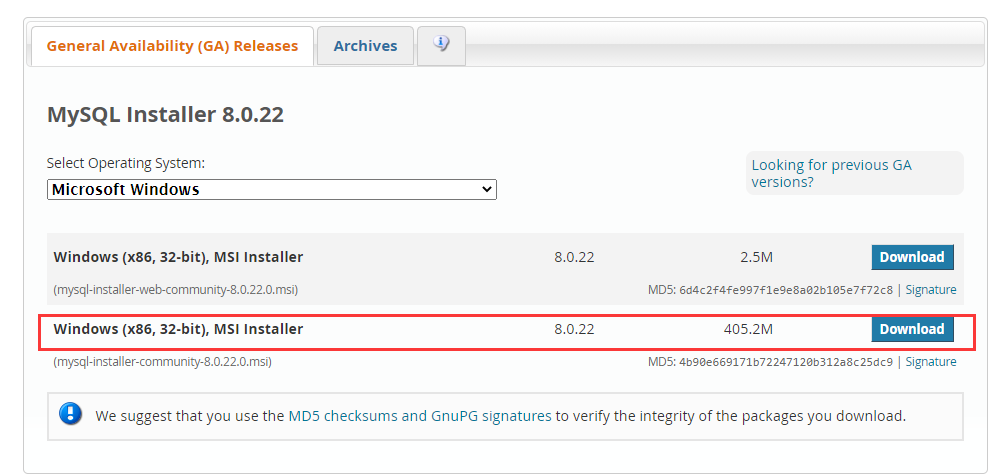 General Availability (GA) Releases
Archives
MySQL Installer 8.0.22
Select Operating System:
Looking for previous GA
versions?
Microsoft Windows
Windows (x86, 32-bit), MSI Installer 8.0.22 2.5M Download
(mysql-installer-web-community-8.0.22.0.msi) MD5: 6d4c2f4fe997f1e9e8a02b105e7f72c8 | Signature
Windows (x86, 32-bit), MSI Installer 8.0.22 405.2M Download
(mysql-installer-community-8.0.22.0.msi) MD5: 4b90e669171b72247120b312a8c25dc9 | Signature
We suggest that you use the MD5 checksums and GnuPG signatures to verify the integrity of the packages you download.